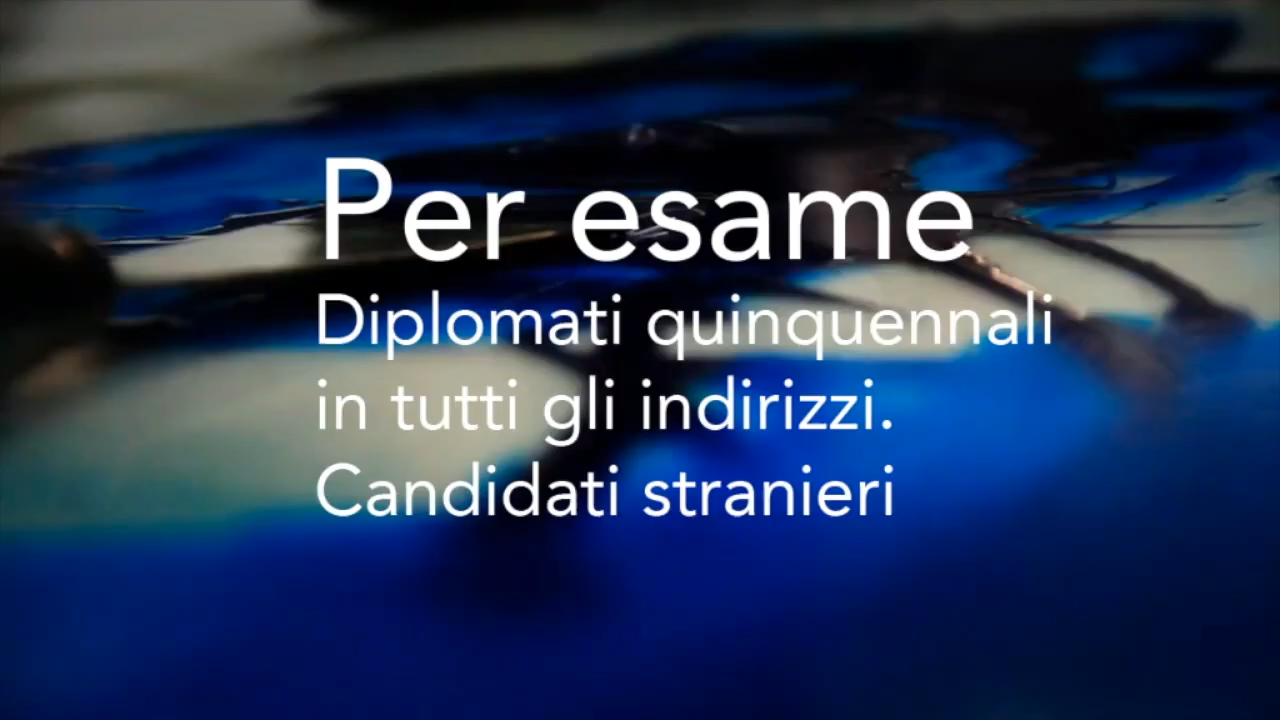 Per esame
Diplomati quinquennali
in tutti gli indirizzi.
Candidati stranieri